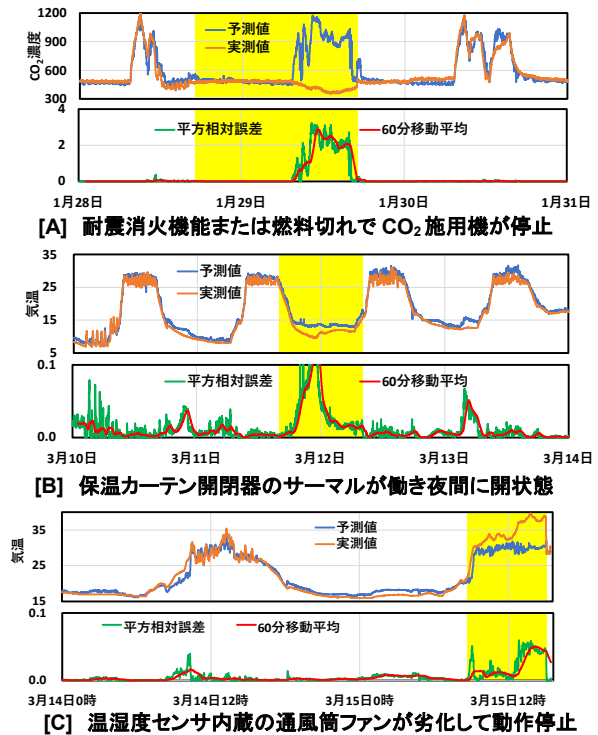 1200
900
600
300
CO₂濃度
予測値
実測値
4
2
0
平方相対誤差 60分移動平均
1月28日 1月29日 1月30日 1月31日
[A] 耐震消火機能または燃料切れで CO₂ 施用機が停止
35
25
15
5
気温
予測値
実測値
0.1
0.0
平方相対誤差 60分移動平均
3月10日 3月11日 3月12日 3月13日 3月14日
[B] 保温カーテン開閉器のサーマルが働き夜間に開状態
35
25
15
気温
予測値
実測値
0.1
0.0
平方相対誤差 60分移動平均
3月14日0時 3月14日12時 3月15日0時 3月15日12時
[C] 温湿度センサ内蔵の通風筒ファンが劣化して動作停止